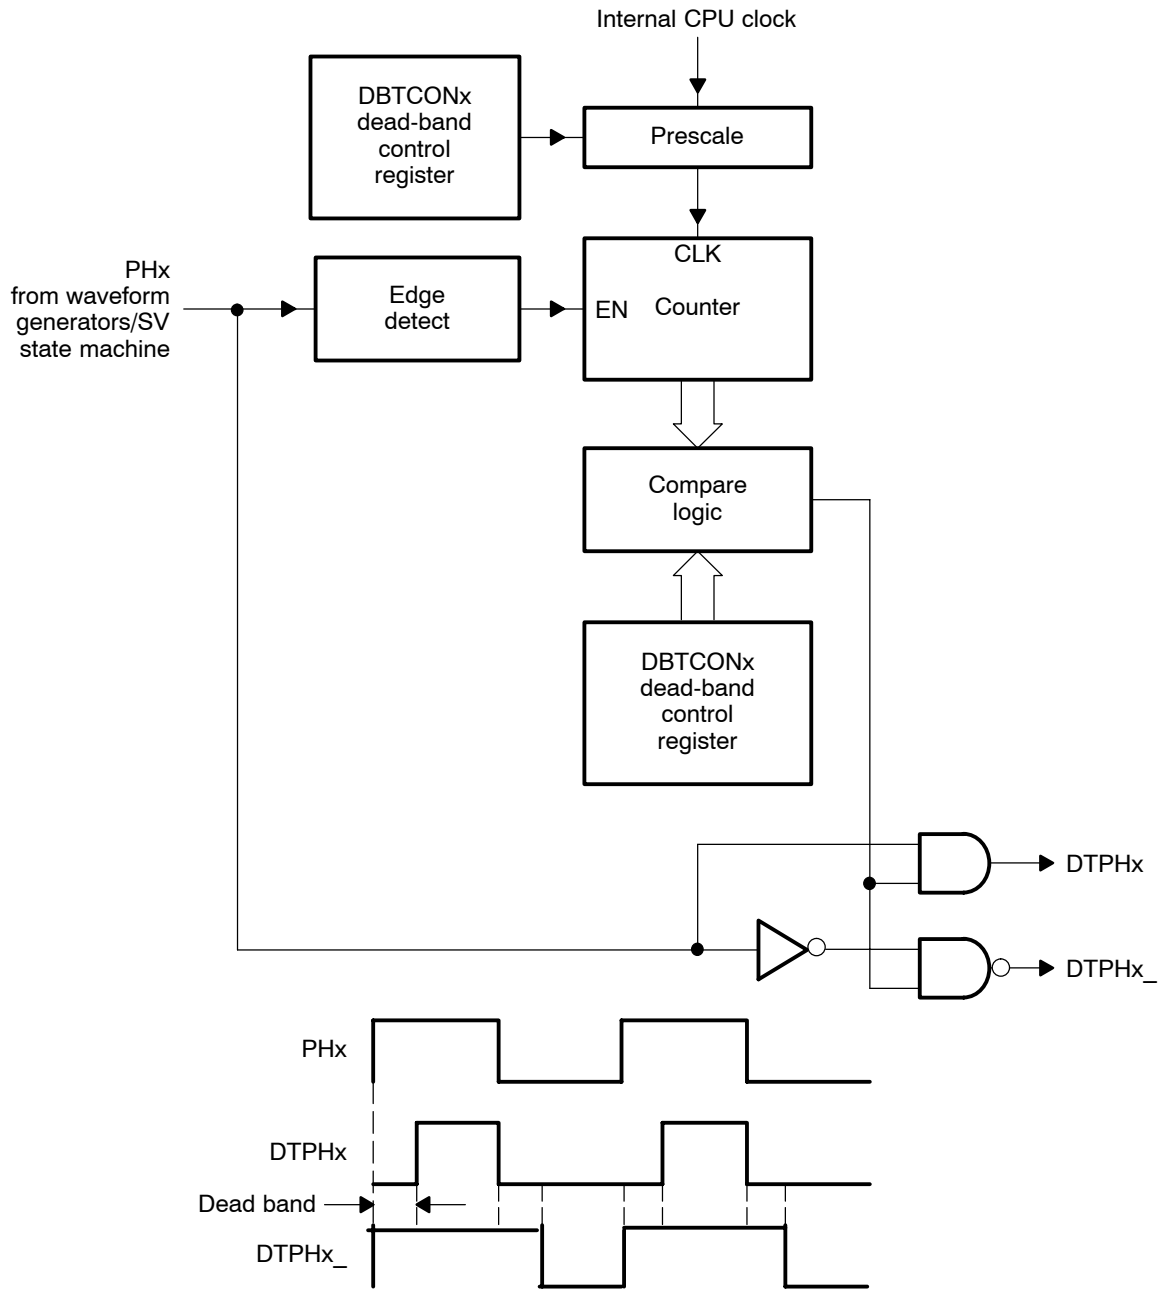 Internal CPU clock
DBTCONx
dead-band
control
register
Prescale
PHx
from waveform
generators/SV
state machine
Edge
detect
CLK
EN
Counter
Compare
logic
DBTCONx
dead-band
control
register
DTPHx
DTPHx_
PHx
DTPHx
Dead band
DTPHx_